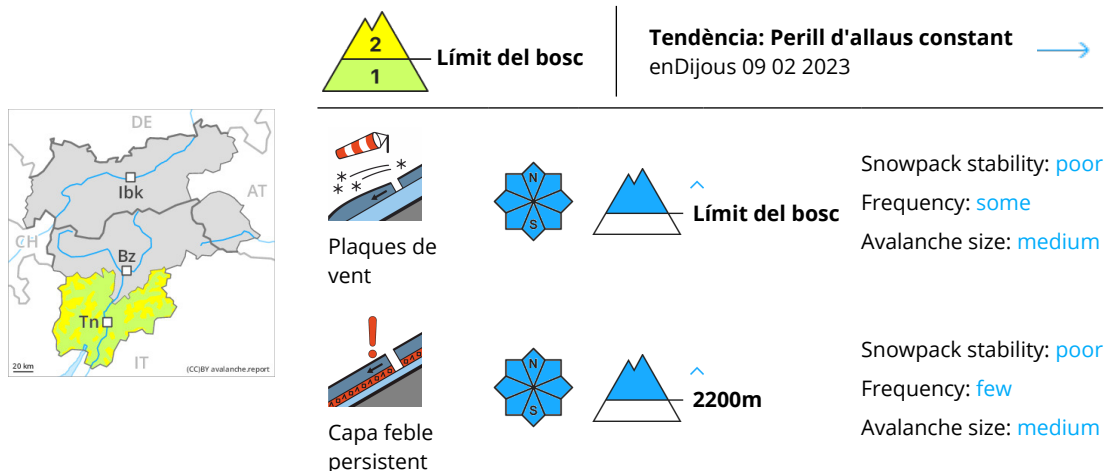 2
1
Límit del bosc
Tendència: Perill d'allaus constant
enDijous 09 02 2023
DE
Ibk
AT
CH
Bz
Tn
IT
20 km
(CC)BY avalanche.report
Plaques de
vent
N
S
Límit del bosc
Snowpack stability: poor
Frequency: some
Avalanche size: medium
Capa feble
persistent
N
S
2200m
Snowpack stability: poor
Frequency: few
Avalanche size: medium